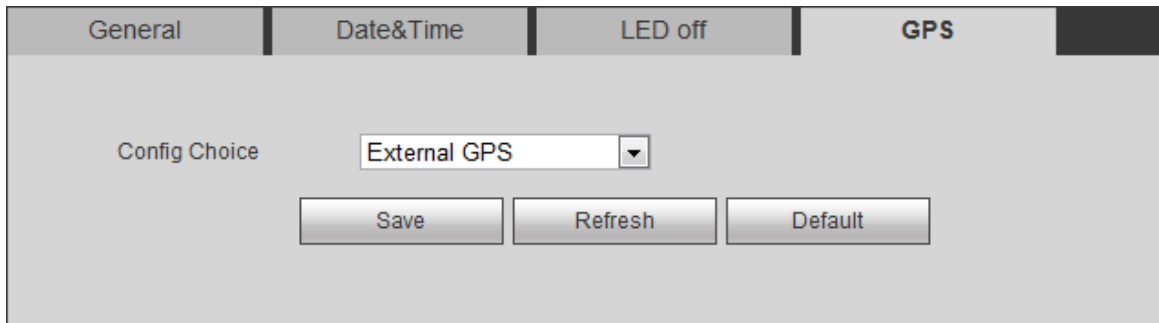 General Date&Time LED off GPS
Config Choice External GPS
Save Refresh Default